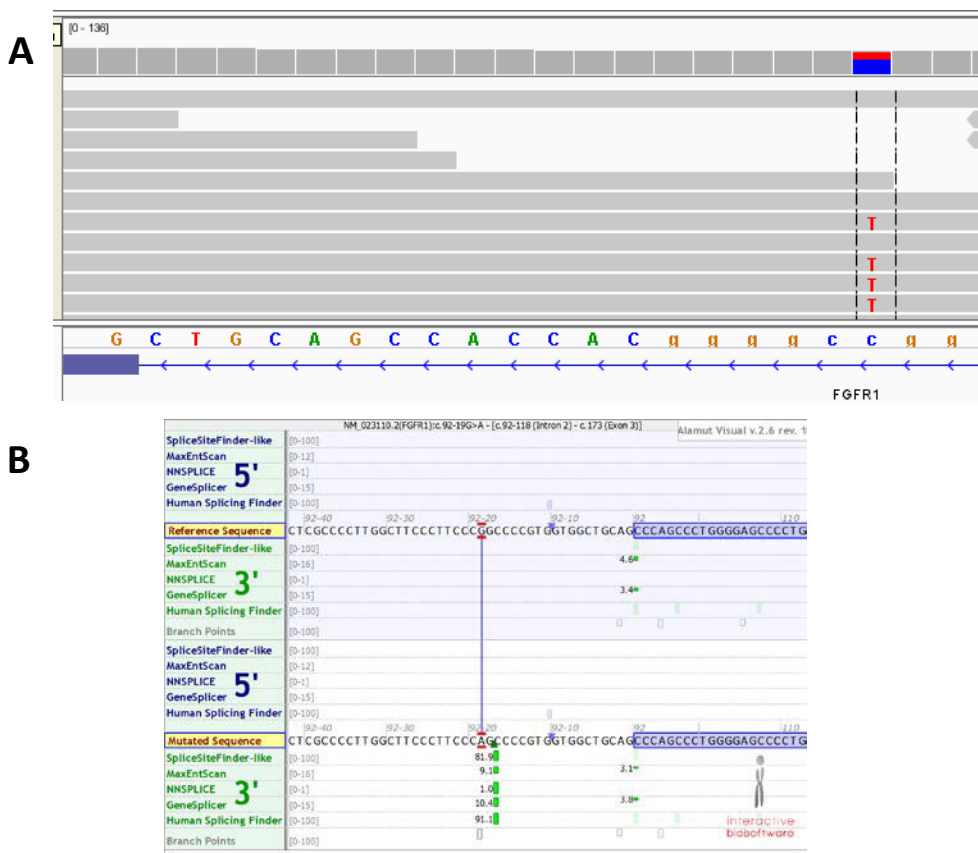 A
[0 - 136]
T
T
T
T
G C T G C A G C C A C C A C g g g g c c g g
FGFR1
B
NM_023110.2(FGFR1):c.92-19G>A - [c.92-118 (Intron 2) - c.173 (Exon 3)]
Alamut Visual v.2.6 rev. 1
SpliceSiteFinder-like [0-100]
MaxEntScan [0-12]
NNSPLICE 5' [0-1]
GeneSplicer [0-15]
Human Splicing Finder [0-100]
92-40 92-30 92-20 92-10 92 110
Reference Sequence CTCGCCCCTTGGCTTCCCTTCCCGGCCCCGTGGTGGCTGCAGCCCAGCCCTGGGGAGCCCCTG
SpliceSiteFinder-like [0-100]
MaxEntScan [0-16] 4.6
NNSPLICE 3' [0-1]
GeneSplicer [0-15] 3.4
Human Splicing Finder [0-100]
Branch Points [0-100]
SpliceSiteFinder-like [0-100]
MaxEntScan [0-12]
NNSPLICE 5' [0-1]
GeneSplicer [0-15]
Human Splicing Finder [0-100]
92-40 92-30 92-20 92-10 92 110
Mutated Sequence CTCGCCCCTTGGCTTCCCTTCCCAGCCCCGTGGTGGCTGCAGCCCAGCCCTGGGGAGCCCCTG
SpliceSiteFinder-like [0-100] 81.9
MaxEntScan [0-16] 9.1 3.1
NNSPLICE 3' [0-1] 1.0
GeneSplicer [0-15] 10.4 3.8
Human Splicing Finder [0-100] 91.1
Branch Points [0-100]
interactive
biosoftware